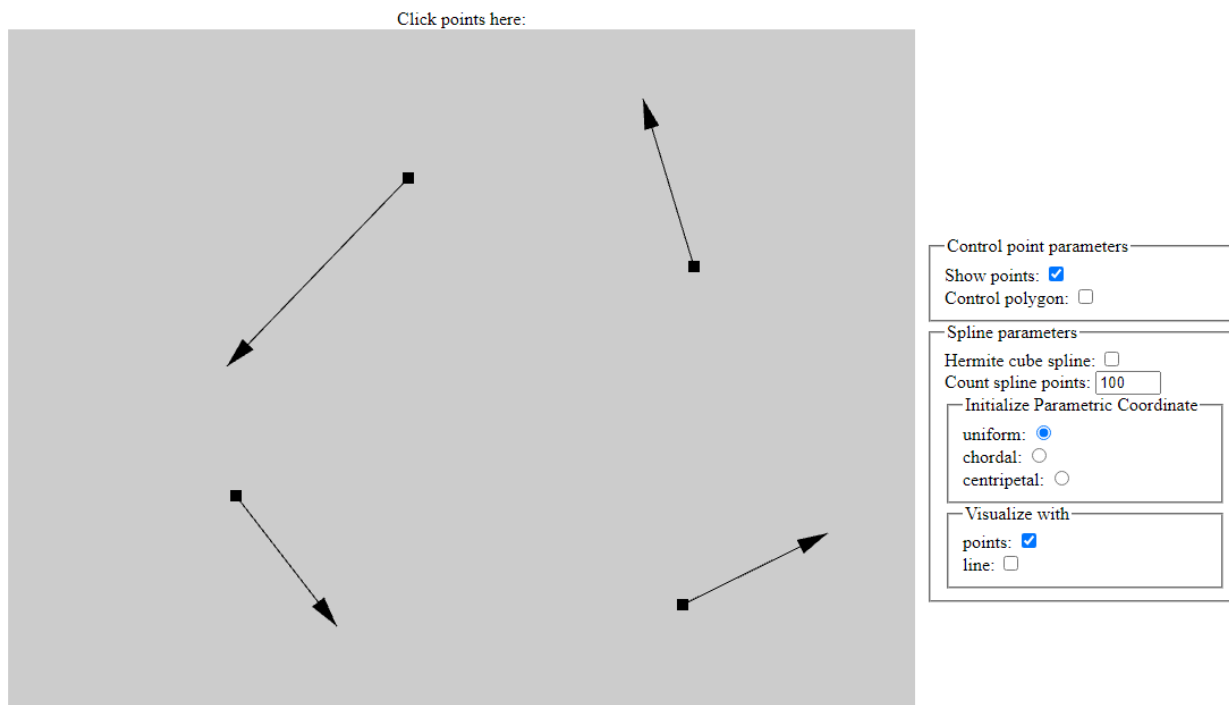 Click points here:
Control point parameters
Show points:
Control polygon:
Spline parameters
Hermite cube spline:
Count spline points: 100
Initialize Parametric Coordinate
uniform:
chordal:
centripetal:
Visualize with
points:
line: